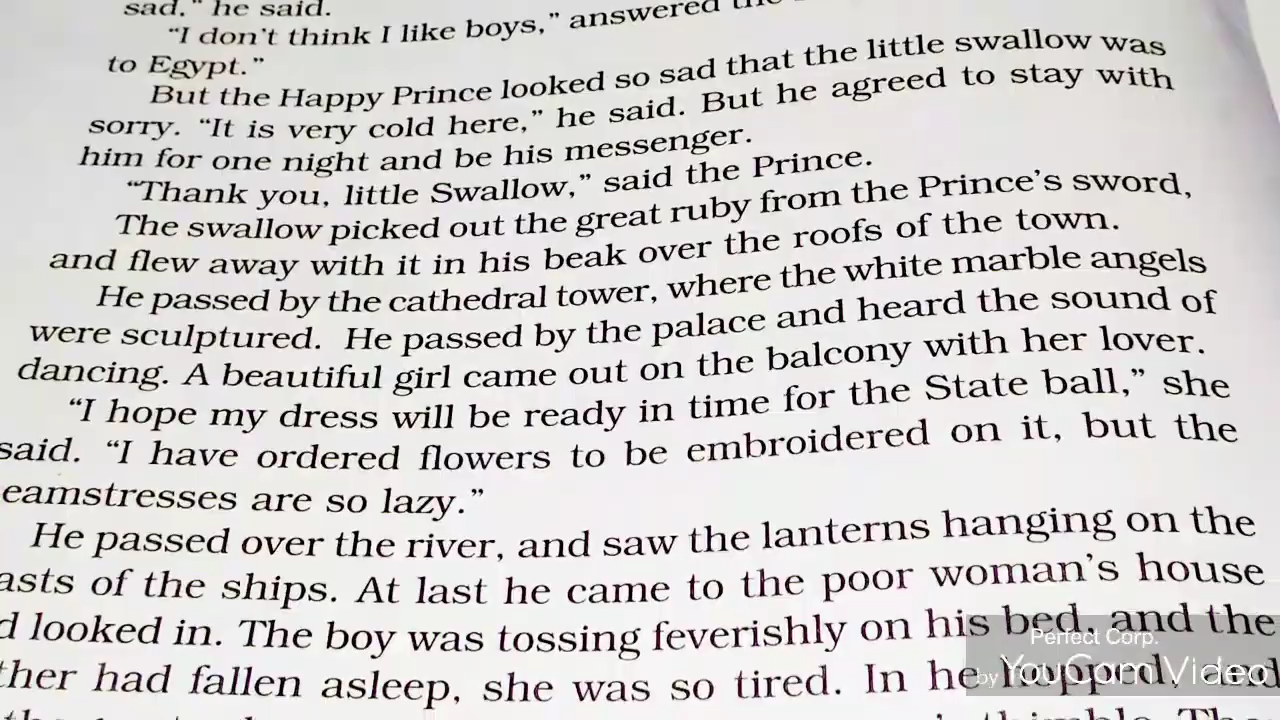 sad," he said.
"I don't think I like boys," answered the
to Egypt."
But the Happy Prince looked so sad that the little swallow was
sorry. "It is very cold here," he said. But he agreed to stay with
him for one night and be his messenger.
"Thank you, little Swallow," said the Prince.
The swallow picked out the great ruby from the Prince's sword,
and flew away with it in his beak over the roofs of the town.
He passed by the cathedral tower, where the white marble angels
were sculptured. He passed by the palace and heard the sound of
dancing. A beautiful girl came out on the balcony with her lover.
"I hope my dress will be ready in time for the State ball," she
said. "I have ordered flowers to be embroidered on it, but the
eamstresses are so lazy."
He passed over the river, and saw the lanterns hanging on the
asts of the ships. At last he came to the poor woman's house
d looked in. The boy was tossing feverishly on his bed, and the
ther had fallen asleep, she was so tired. In he hopped, and
thimble. The
Perfect Corp.
by YouCam Video